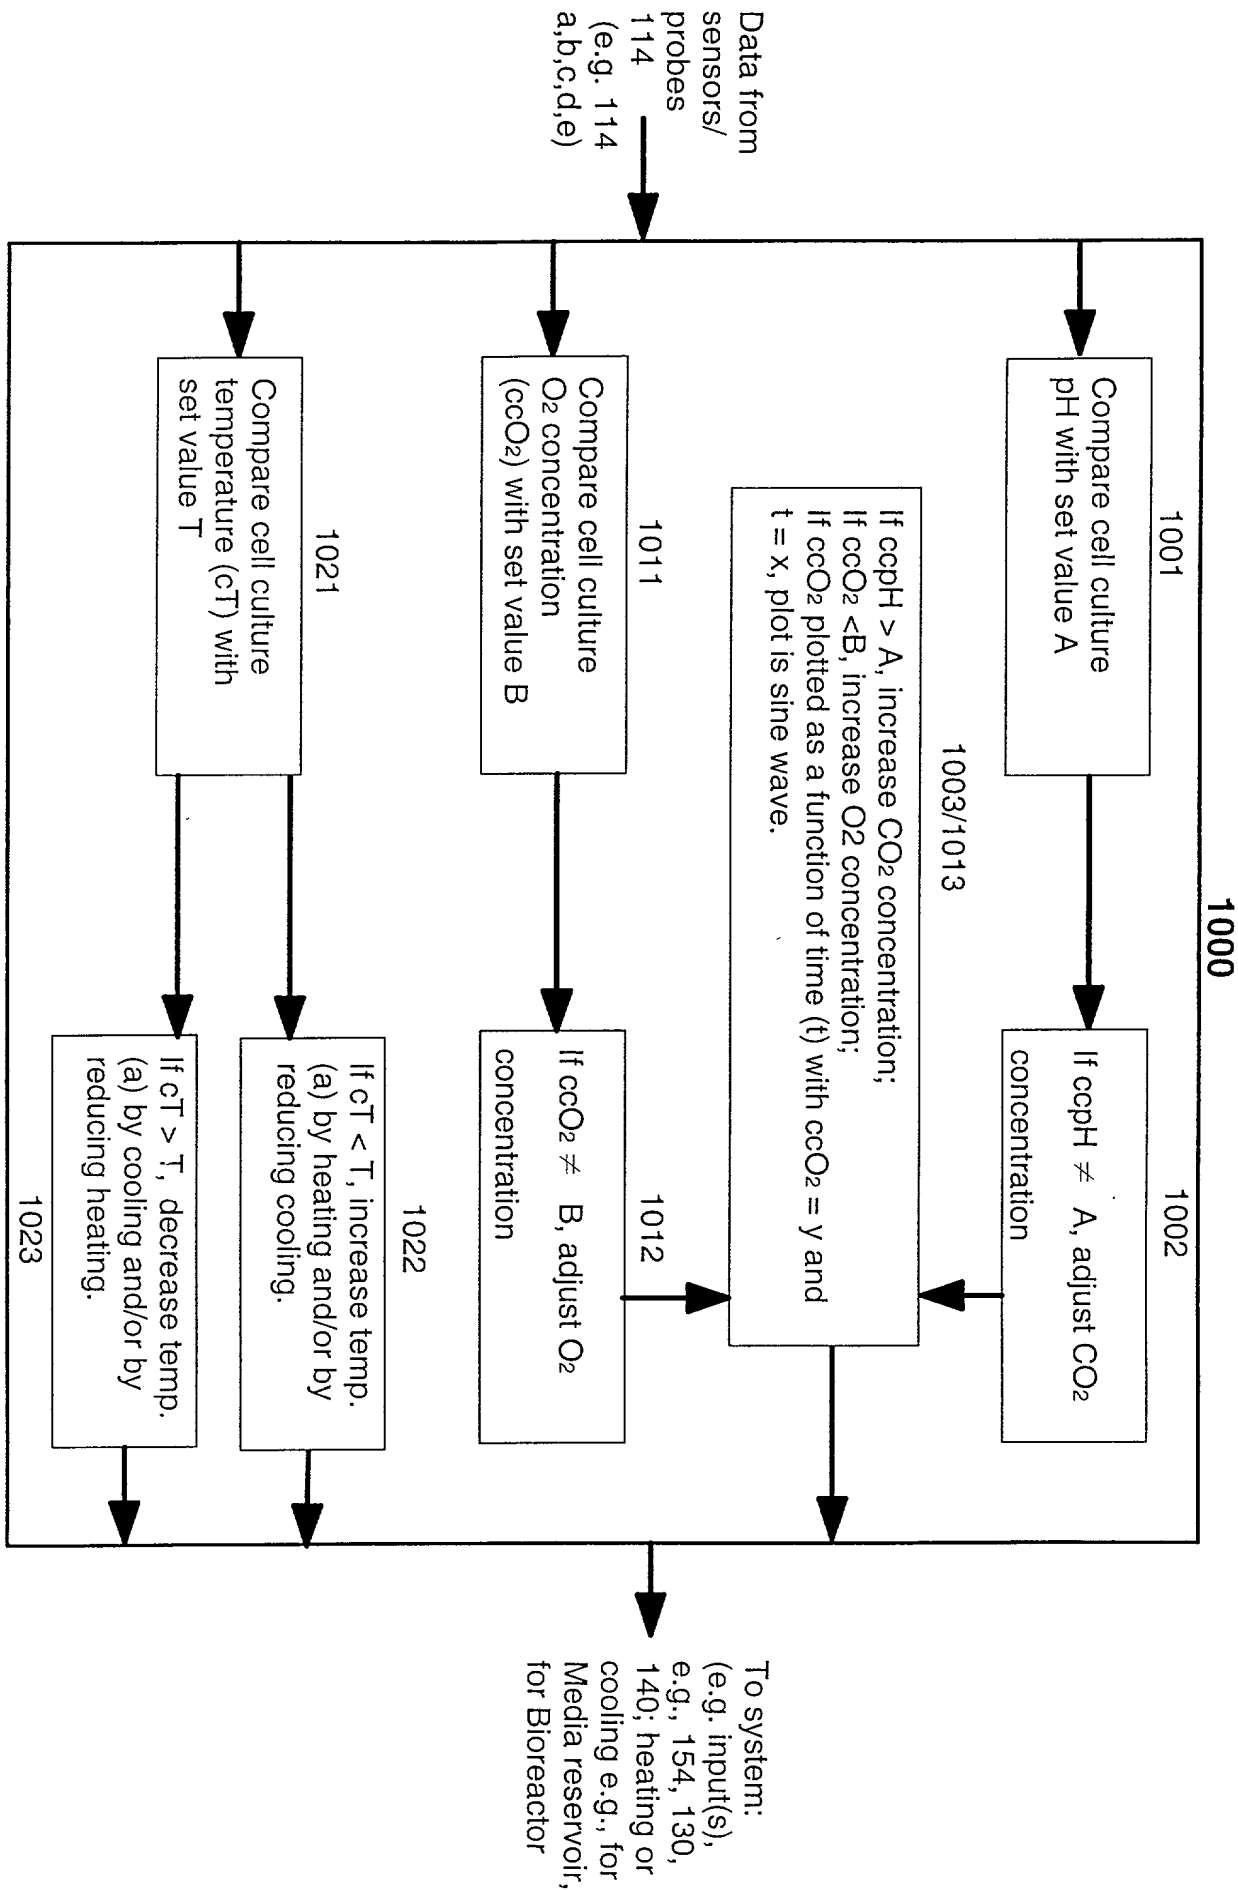 1000
Data from
sensors/
probes
114
(e.g. 114
a,b,c,d,e)
1001
Compare cell culture
pH with set value A
1002
If ccpH ≠ A, adjust CO₂
concentration
1003/1013
If ccpH > A, increase CO₂ concentration;
If ccO₂ <B, increase O2 concentration;
If ccO₂ plotted as a function of time (t) with ccO₂ = y and
t = x, plot is sine wave.
1011
Compare cell culture
O₂ concentration
(ccO₂) with set value B
1012
If ccO₂ ≠ B, adjust O₂
concentration
1021
Compare cell culture
temperature (cT) with
set value T
1022
If cT < T, increase temp.
(a) by heating and/or by
reducing cooling.
If cT > T, decrease temp.
(a) by cooling and/or by
reducing heating.
1023
To system:
(e.g. input(s),
e.g., 154, 130,
140; heating or
cooling e.g., for
Media reservoir,
for Bioreactor